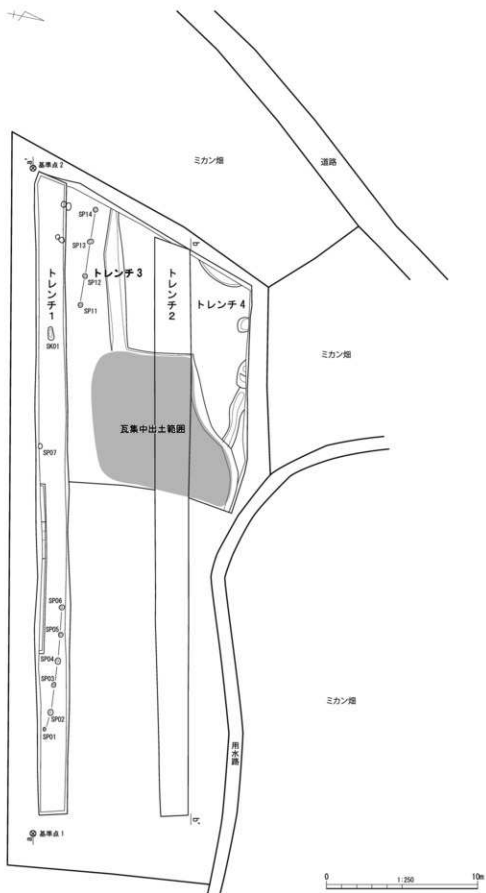 ミカン畑
道路
基準点2
SP14
SP13
SP12
SP11
トレンチ3
トレンチ1
トレンチ2
トレンチ4
SK01
ミカン畑
瓦集中出土範囲
SP07
SP06
SP05
SP04
SP03
SP02
SP01
ミカン畑
用水路
基準点1
0
1:250
10m